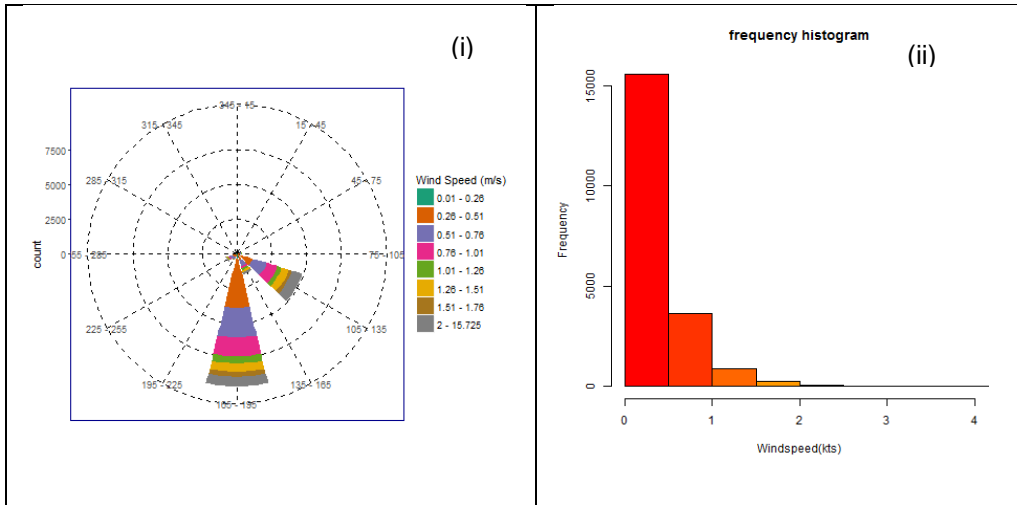 (i)
345 - 15
315 - 345
15 - 45
7500
285 - 315
45 - 75
5000
2500
0
55 - 285
75 - 105
count
225 - 255
105 - 135
195 - 225
135 - 165
165 - 195
Wind Speed (m/s)
0.01 - 0.26
0.26 - 0.51
0.51 - 0.76
0.76 - 1.01
1.01 - 1.26
1.26 - 1.51
1.51 - 1.76
2 - 15.725
frequency histogram
(ii)
Frequency
15000
10000
5000
0
0 1 2 3 4
Windspeed(kts)